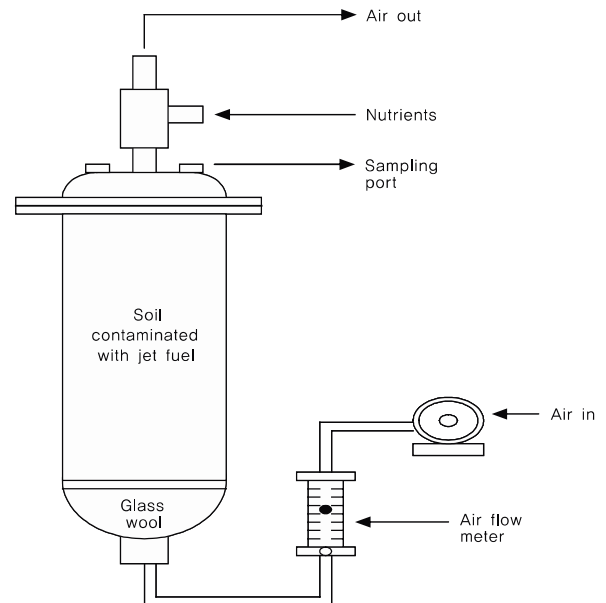 Air out
Nutrients
Sampling
port
Soil
contaminated
with jet fuel
Air in
Glass
wool
Air flow
meter